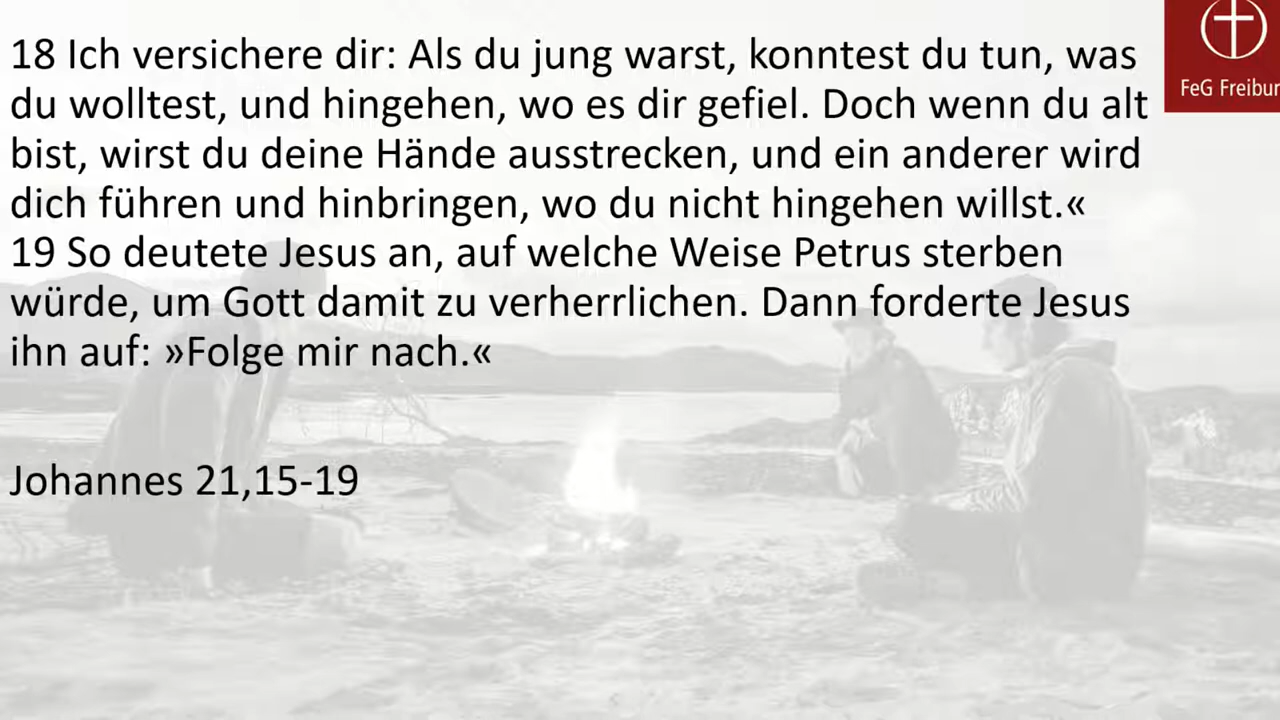 18 Ich versichere dir: Als du jung warst, konntest du tun, was
du wolltest, und hingehen, wo es dir gefiel. Doch wenn du alt
bist, wirst du deine Hände ausstrecken, und ein anderer wird
dich führen und hinbringen, wo du nicht hingehen willst.«
19 So deutete Jesus an, auf welche Weise Petrus sterben
würde, um Gott damit zu verherrlichen. Dann forderte Jesus
ihn auf: »Folge mir nach.«
Johannes 21,15-19
FeG Freibur